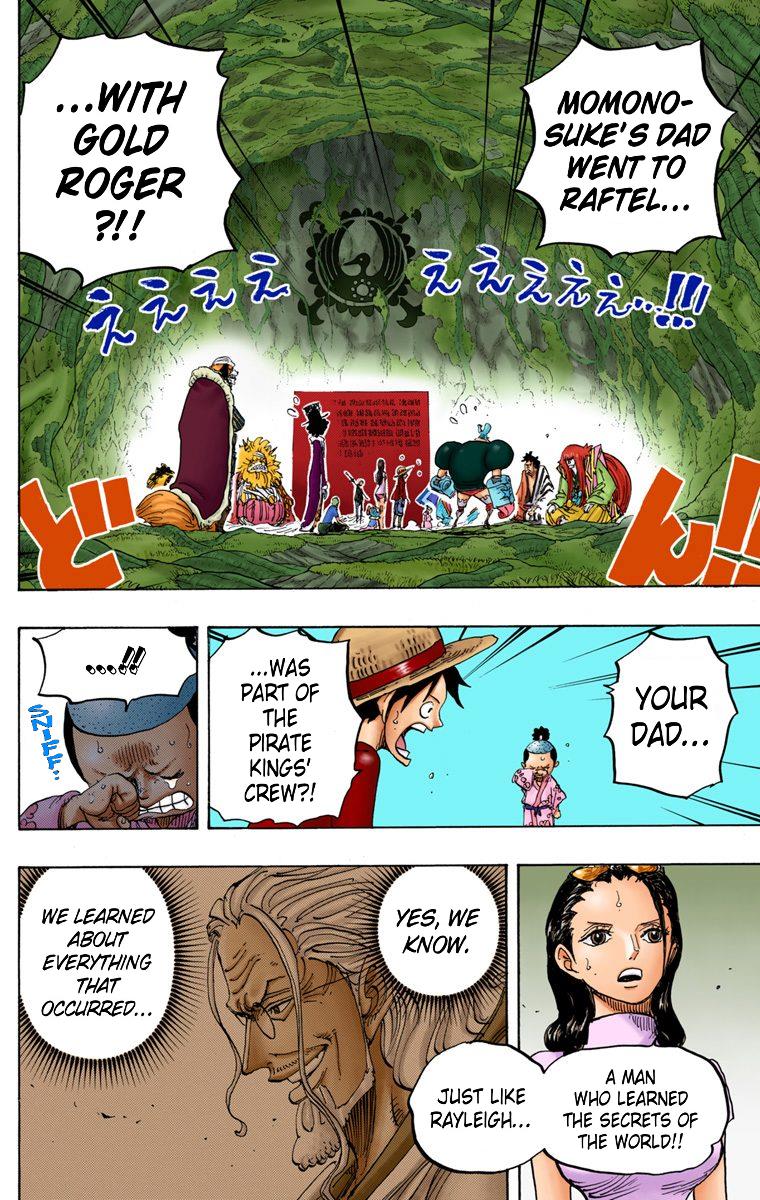 MOMONO-
SUKE'S DAD
WENT TO
RAFTEL...
...WITH
GOLD
ROGER
?!!
ええええ
えええええ...!!!
ど
ん!!
YOUR
DAD...
...WAS
PART OF
THE
PIRATE
KINGS'
CREW?!
...!!
SNIFF.
A MAN
WHO LEARNED
THE SECRETS OF
THE WORLD!!
JUST LIKE
RAYLEIGH...
YES, WE
KNOW.
WE LEARNED
ABOUT
EVERYTHING
THAT
OCCURRED...